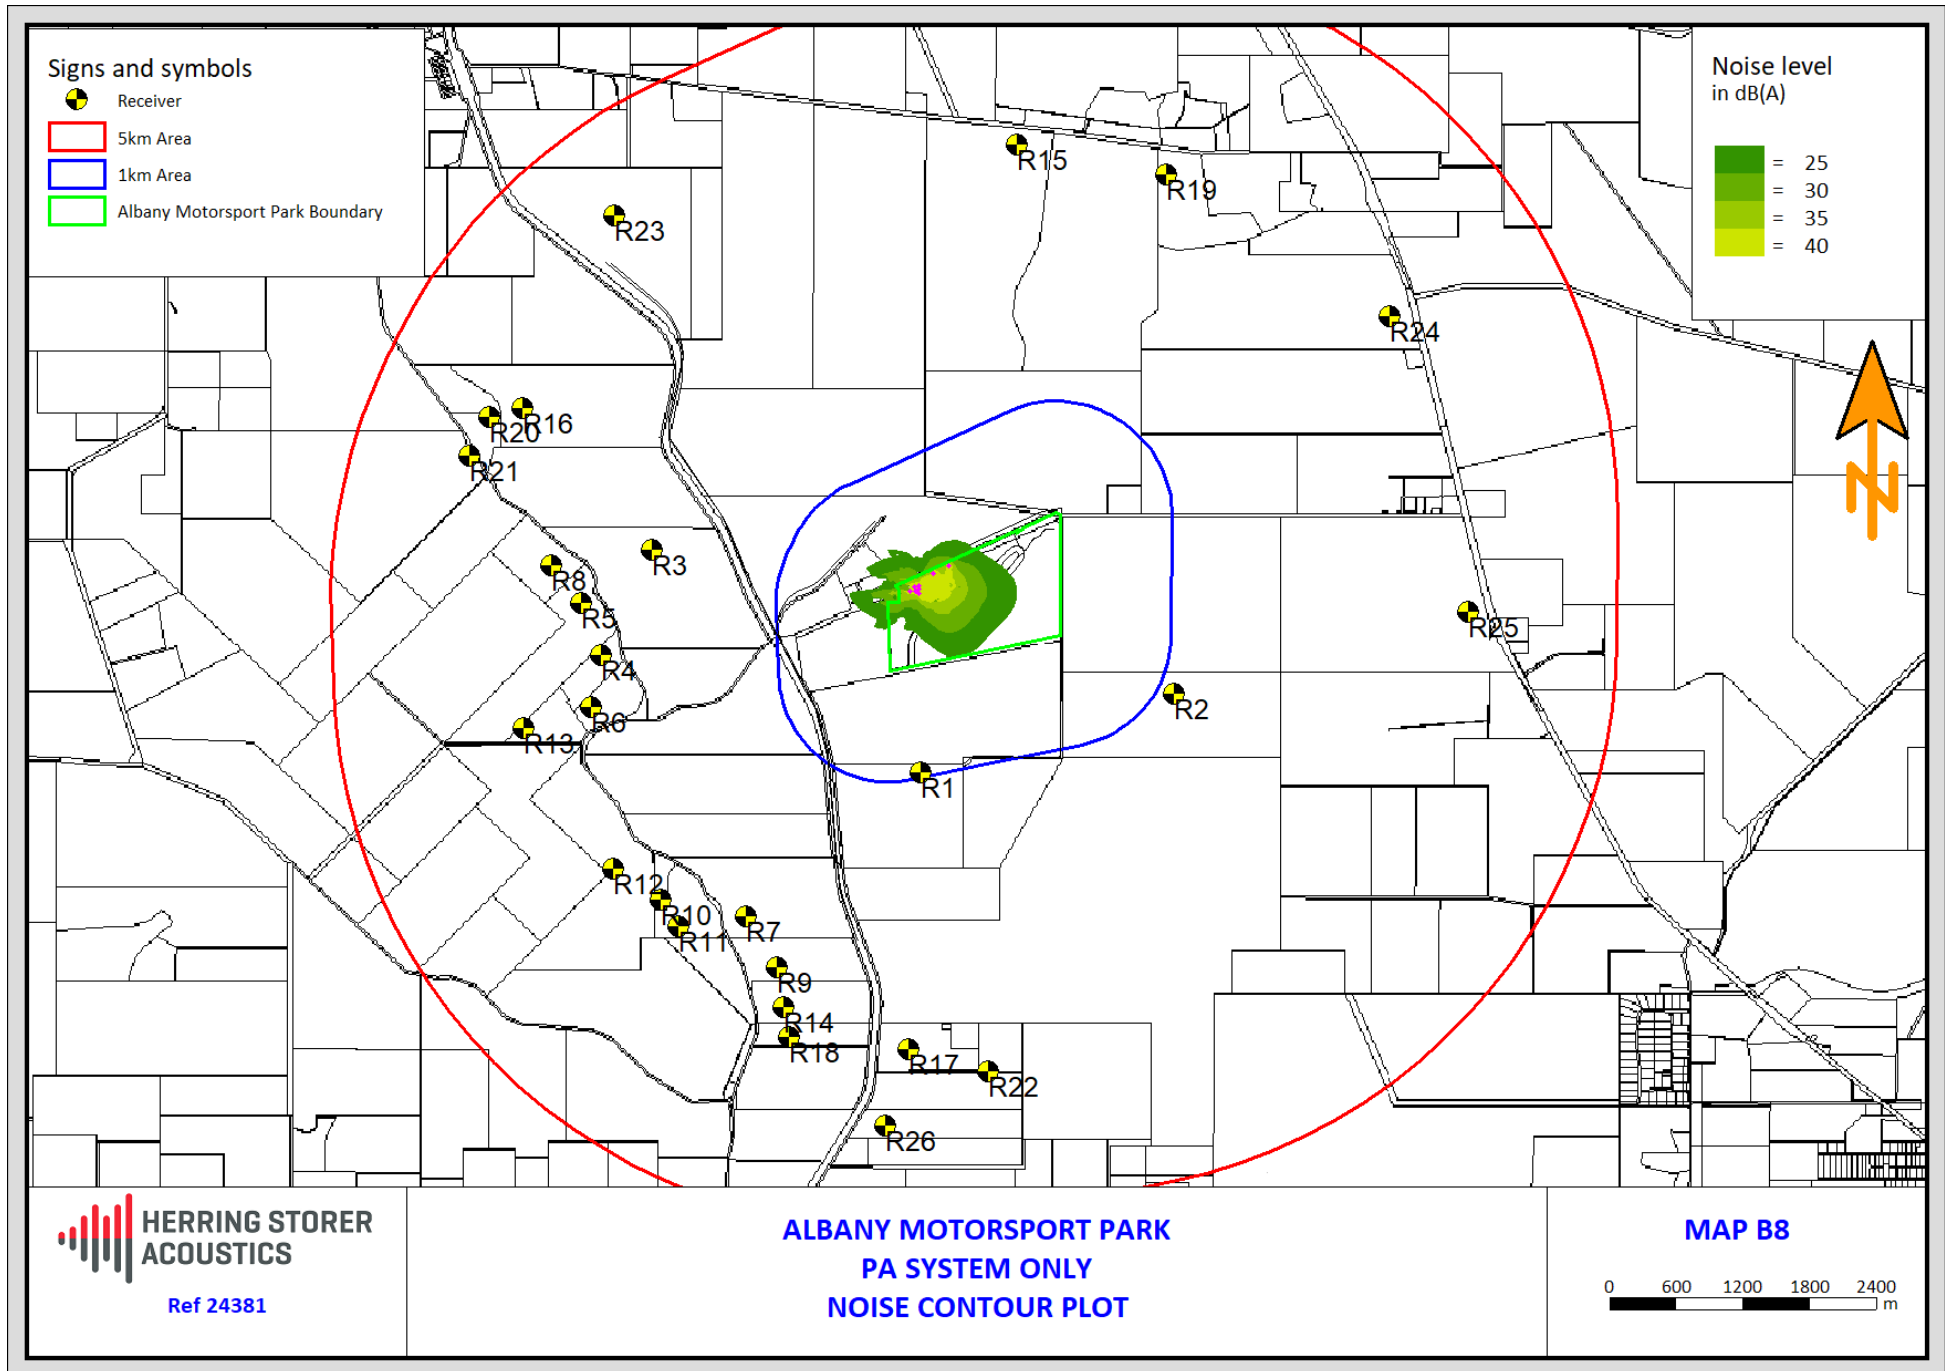 Signs and symbols
Receiver
5km Area
1km Area
Albany Motorsport Park Boundary
Noise level
in dB(A)
= 25
= 30
= 35
= 40
R15
R19
R23
R24
R16
R20
R21
R3
R8
R5
R25
R4
R2
R6
R13
R1
R12
R10
R7
R11
R9
R14
R18
R17
R22
R26
N
HERRING STORER
ACOUSTICS
Ref 24381
ALBANY MOTORSPORT PARK
PA SYSTEM ONLY
NOISE CONTOUR PLOT
MAP B8
0 600 1200 1800 2400
m